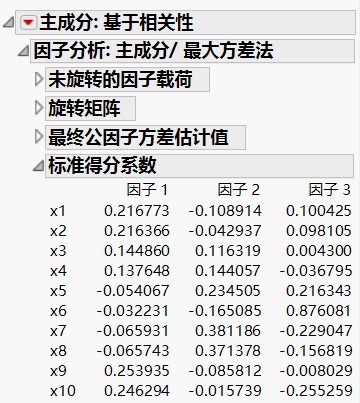 主成分: 基于相关性
因子分析: 主成分/ 最大方差法
未旋转的因子载荷
旋转矩阵
最终公因子方差估计值
标准得分系数
因子 1 因子 2 因子 3
x1 0.216773 -0.108914 0.100425
x2 0.216366 -0.042937 0.098105
x3 0.144860 0.116319 0.004300
x4 0.137648 0.144057 -0.036795
x5 -0.054067 0.234505 0.216343
x6 -0.032231 -0.165085 0.876081
x7 -0.065931 0.381186 -0.229047
x8 -0.065743 0.371378 -0.156819
x9 0.253935 -0.085812 -0.008029
x10 0.246294 -0.015739 -0.255259